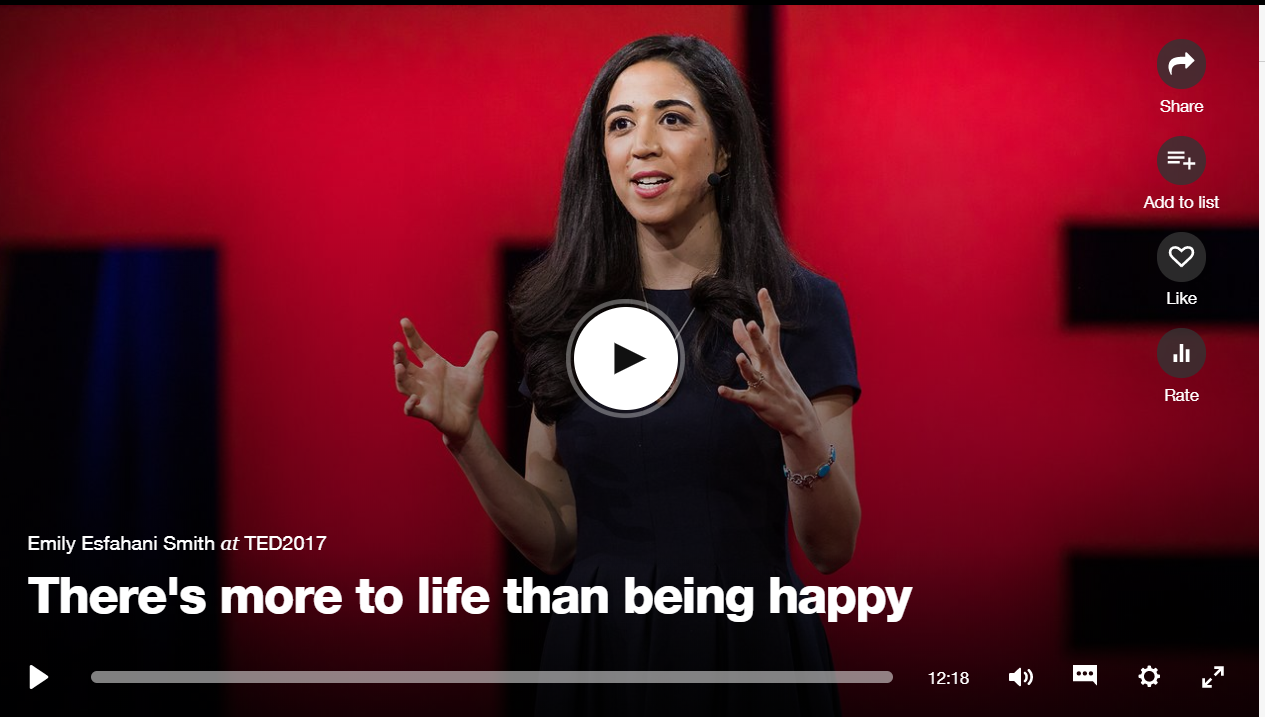 Share
Add to list
Like
Rate
Emily Esfahani Smith at TED2017
There's more to life than being happy
12:18